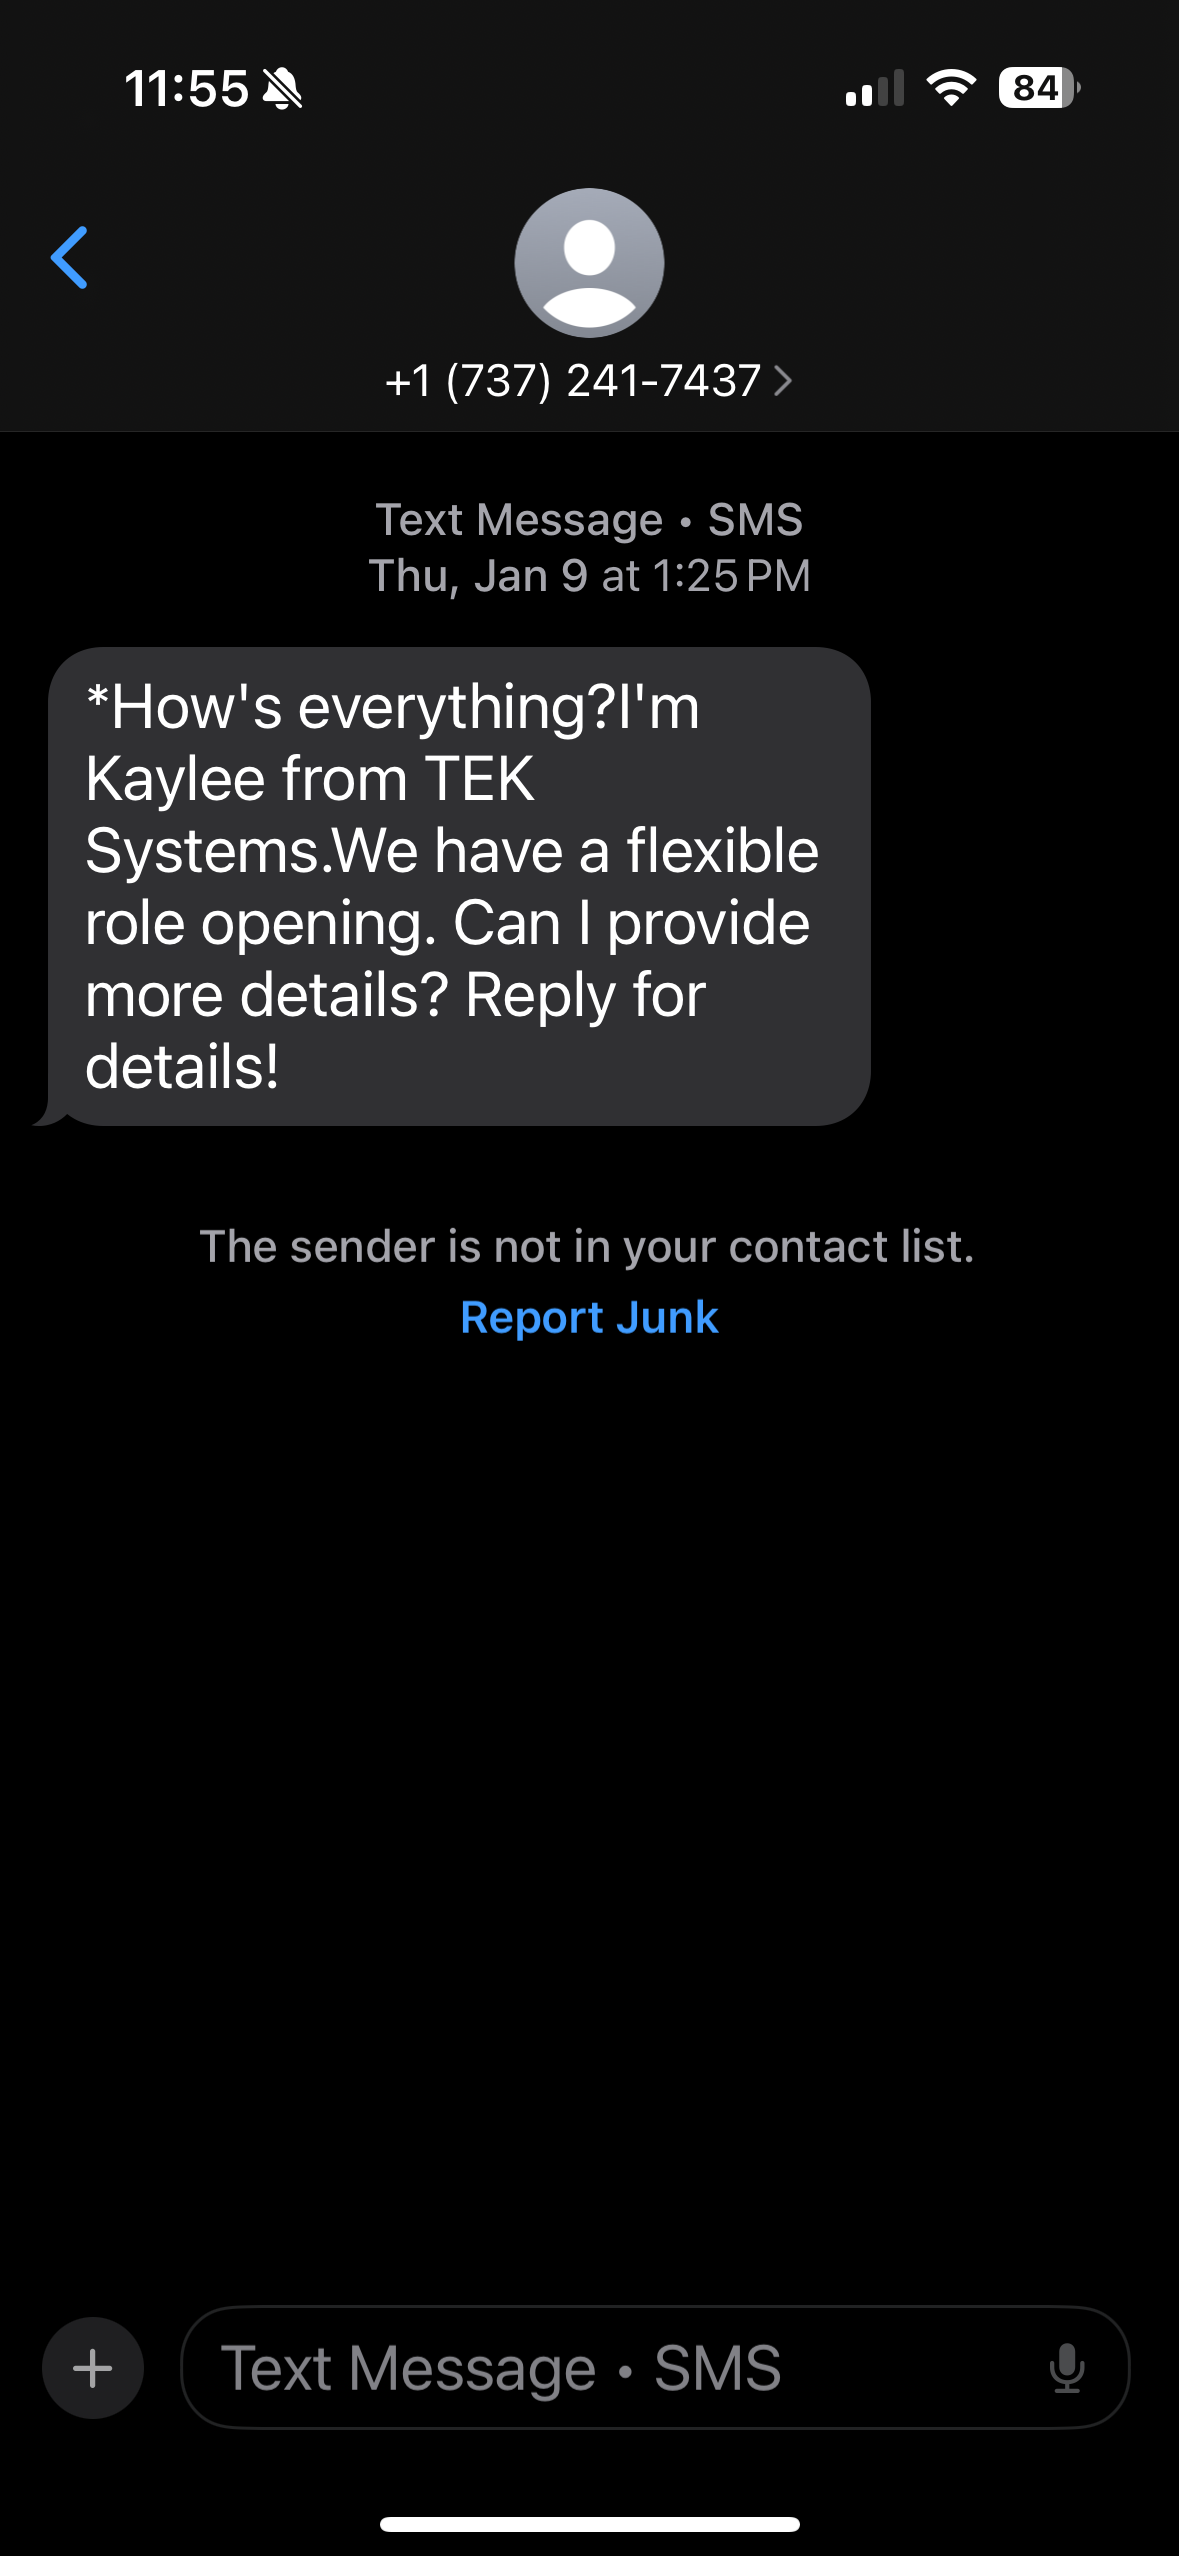 11:55
84
+1 (737) 241-7437
Text Message • SMS
Thu, Jan 9 at 1:25 PM
*How's everything?I'm
Kaylee from TEK
Systems.We have a flexible
role opening. Can I provide
more details? Reply for
details!
The sender is not in your contact list.
Report Junk
Text Message • SMS